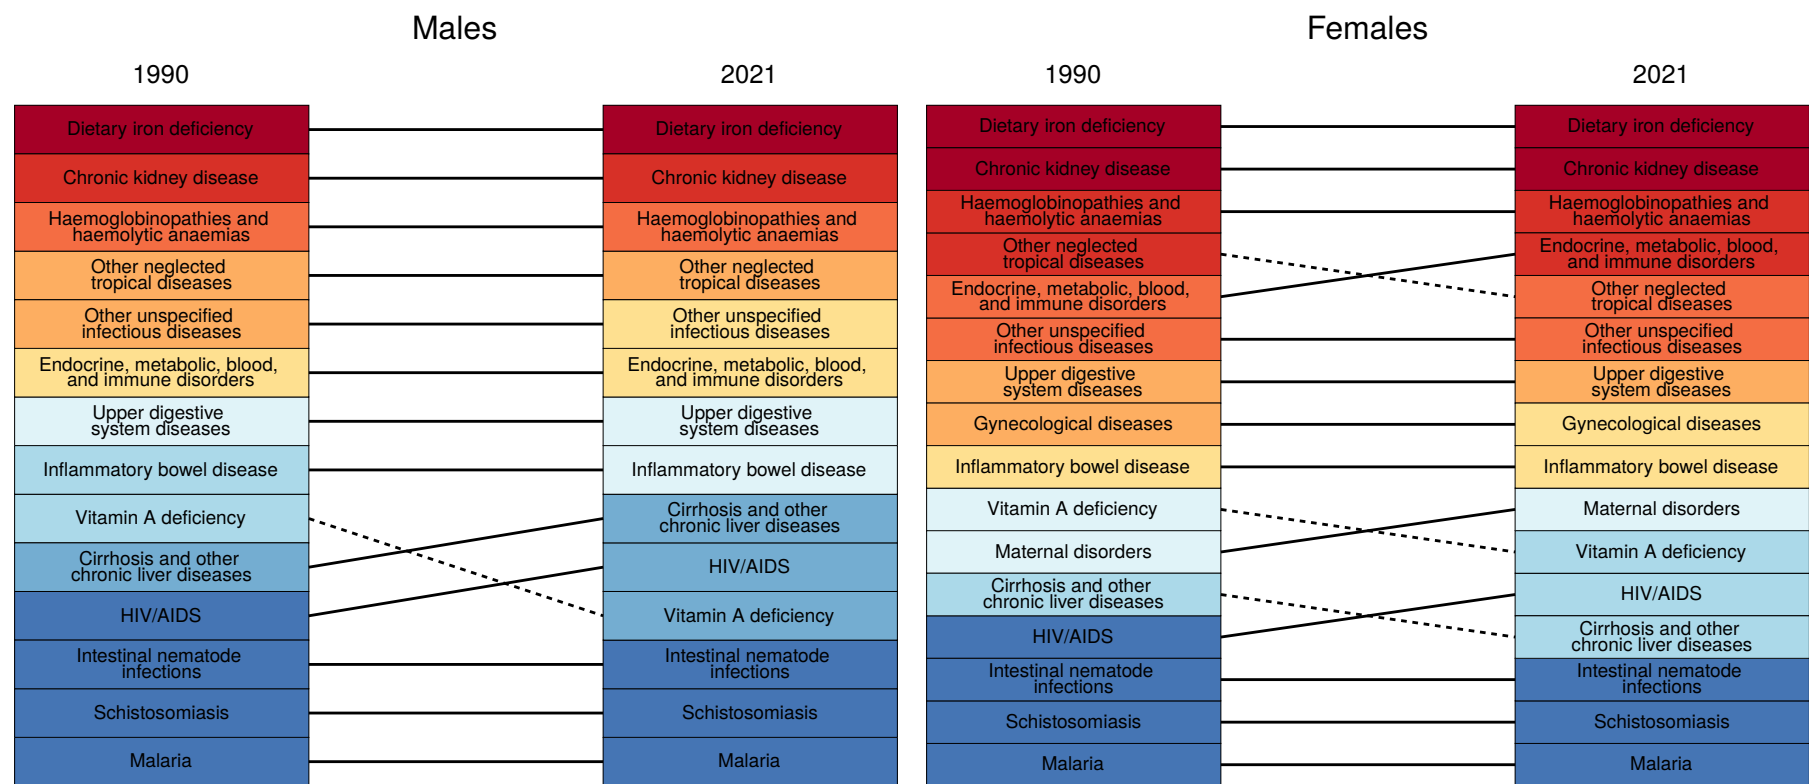 Males
1990
2021
Dietary iron deficiency
Chronic kidney disease
Haemoglobinopathies and
haemolytic anaemias
Other neglected
tropical diseases
Other unspecified
infectious diseases
Endocrine, metabolic, blood,
and immune disorders
Upper digestive
system diseases
Inflammatory bowel disease
Vitamin A deficiency
Cirrhosis and other
chronic liver diseases
HIV/AIDS
Intestinal nematode
infections
Schistosomiasis
Malaria
Dietary iron deficiency
Chronic kidney disease
Haemoglobinopathies and
haemolytic anaemias
Other neglected
tropical diseases
Other unspecified
infectious diseases
Endocrine, metabolic, blood,
and immune disorders
Upper digestive
system diseases
Inflammatory bowel disease
Cirrhosis and other
chronic liver diseases
HIV/AIDS
Vitamin A deficiency
Intestinal nematode
infections
Schistosomiasis
Malaria
Females
1990
2021
Dietary iron deficiency
Chronic kidney disease
Haemoglobinopathies and
haemolytic anaemias
Other neglected
tropical diseases
Endocrine, metabolic, blood,
and immune disorders
Other unspecified
infectious diseases
Upper digestive
system diseases
Gynecological diseases
Inflammatory bowel disease
Vitamin A deficiency
Maternal disorders
Cirrhosis and other
chronic liver diseases
HIV/AIDS
Intestinal nematode
infections
Schistosomiasis
Malaria
Dietary iron deficiency
Chronic kidney disease
Haemoglobinopathies and
haemolytic anaemias
Endocrine, metabolic, blood,
and immune disorders
Other neglected
tropical diseases
Other unspecified
infectious diseases
Upper digestive
system diseases
Gynecological diseases
Inflammatory bowel disease
Maternal disorders
Vitamin A deficiency
HIV/AIDS
Cirrhosis and other
chronic liver diseases
Intestinal nematode
infections
Schistosomiasis
Malaria